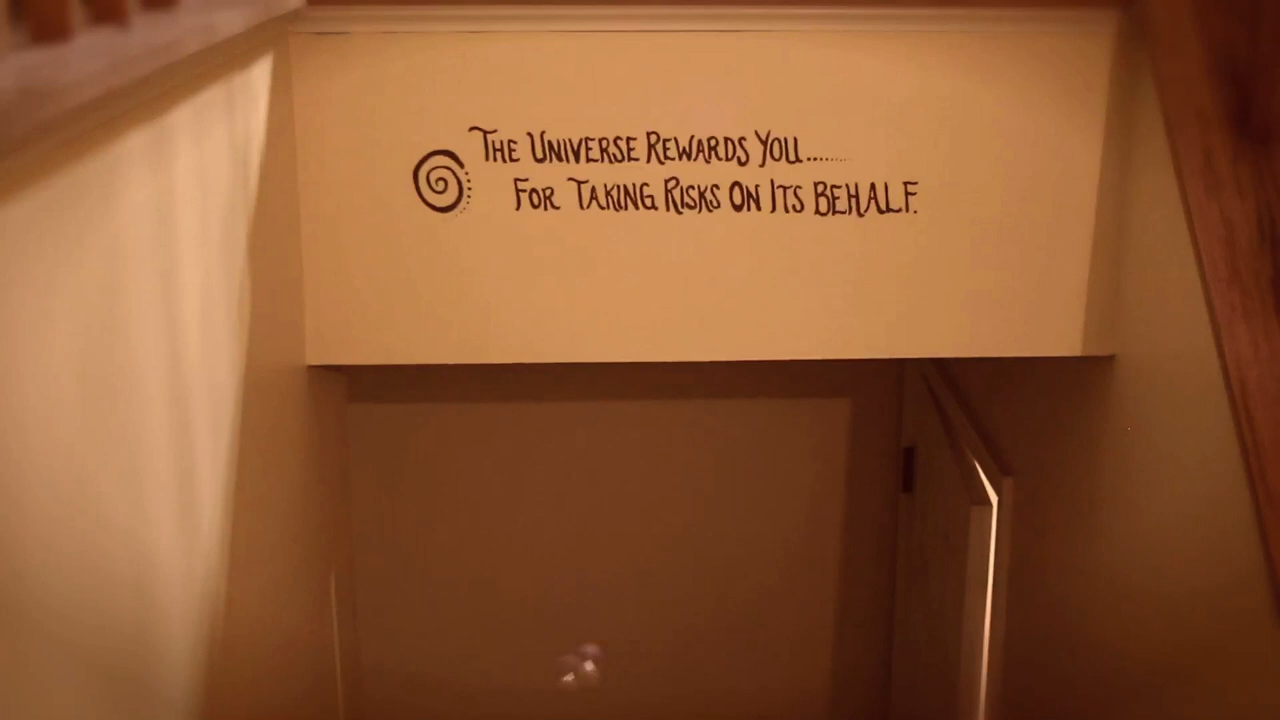 The Universe Rewards You.........
For Taking Risks On Its Behalf.